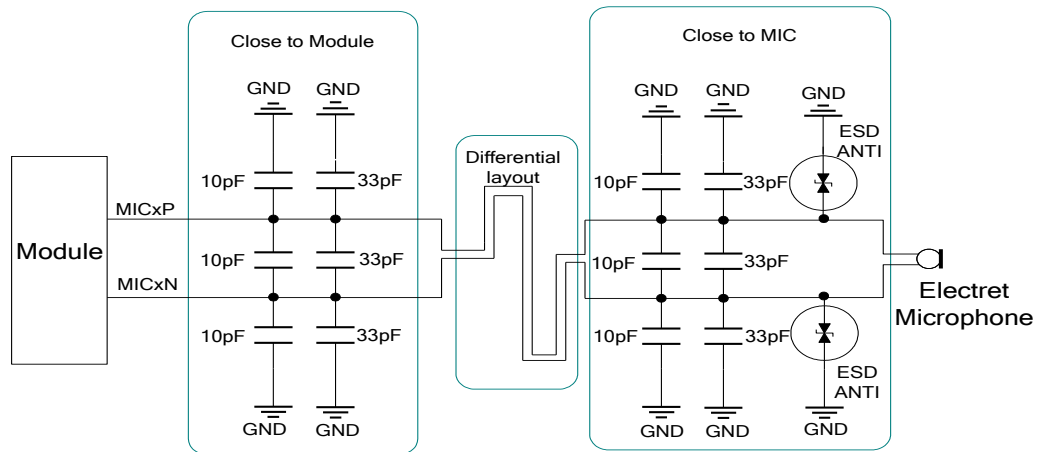 Close to Module
Close to MIC
GND
GND
GND
GND
GND
ESD
ANTI
Differential
layout
10pF
33pF
10pF
33pF
MICxP
Module
10pF
33pF
10pF
33pF
MICxN
Electret
Microphone
10pF
33pF
10pF
33pF
ESD
ANTI
GND
GND
GND
GND
GND